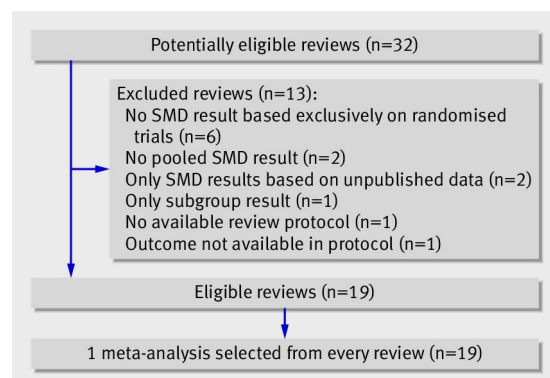 Potentially eligible reviews (n=32)
Excluded reviews (n=13):
No SMD result based exclusively on randomised
trials (n=6)
No pooled SMD result (n=2)
Only SMD results based on unpublished data (n=2)
Only subgroup result (n=1)
No available review protocol (n=1)
Outcome not available in protocol (n=1)
Eligible reviews (n=19)
1 meta-analysis selected from every review (n=19)